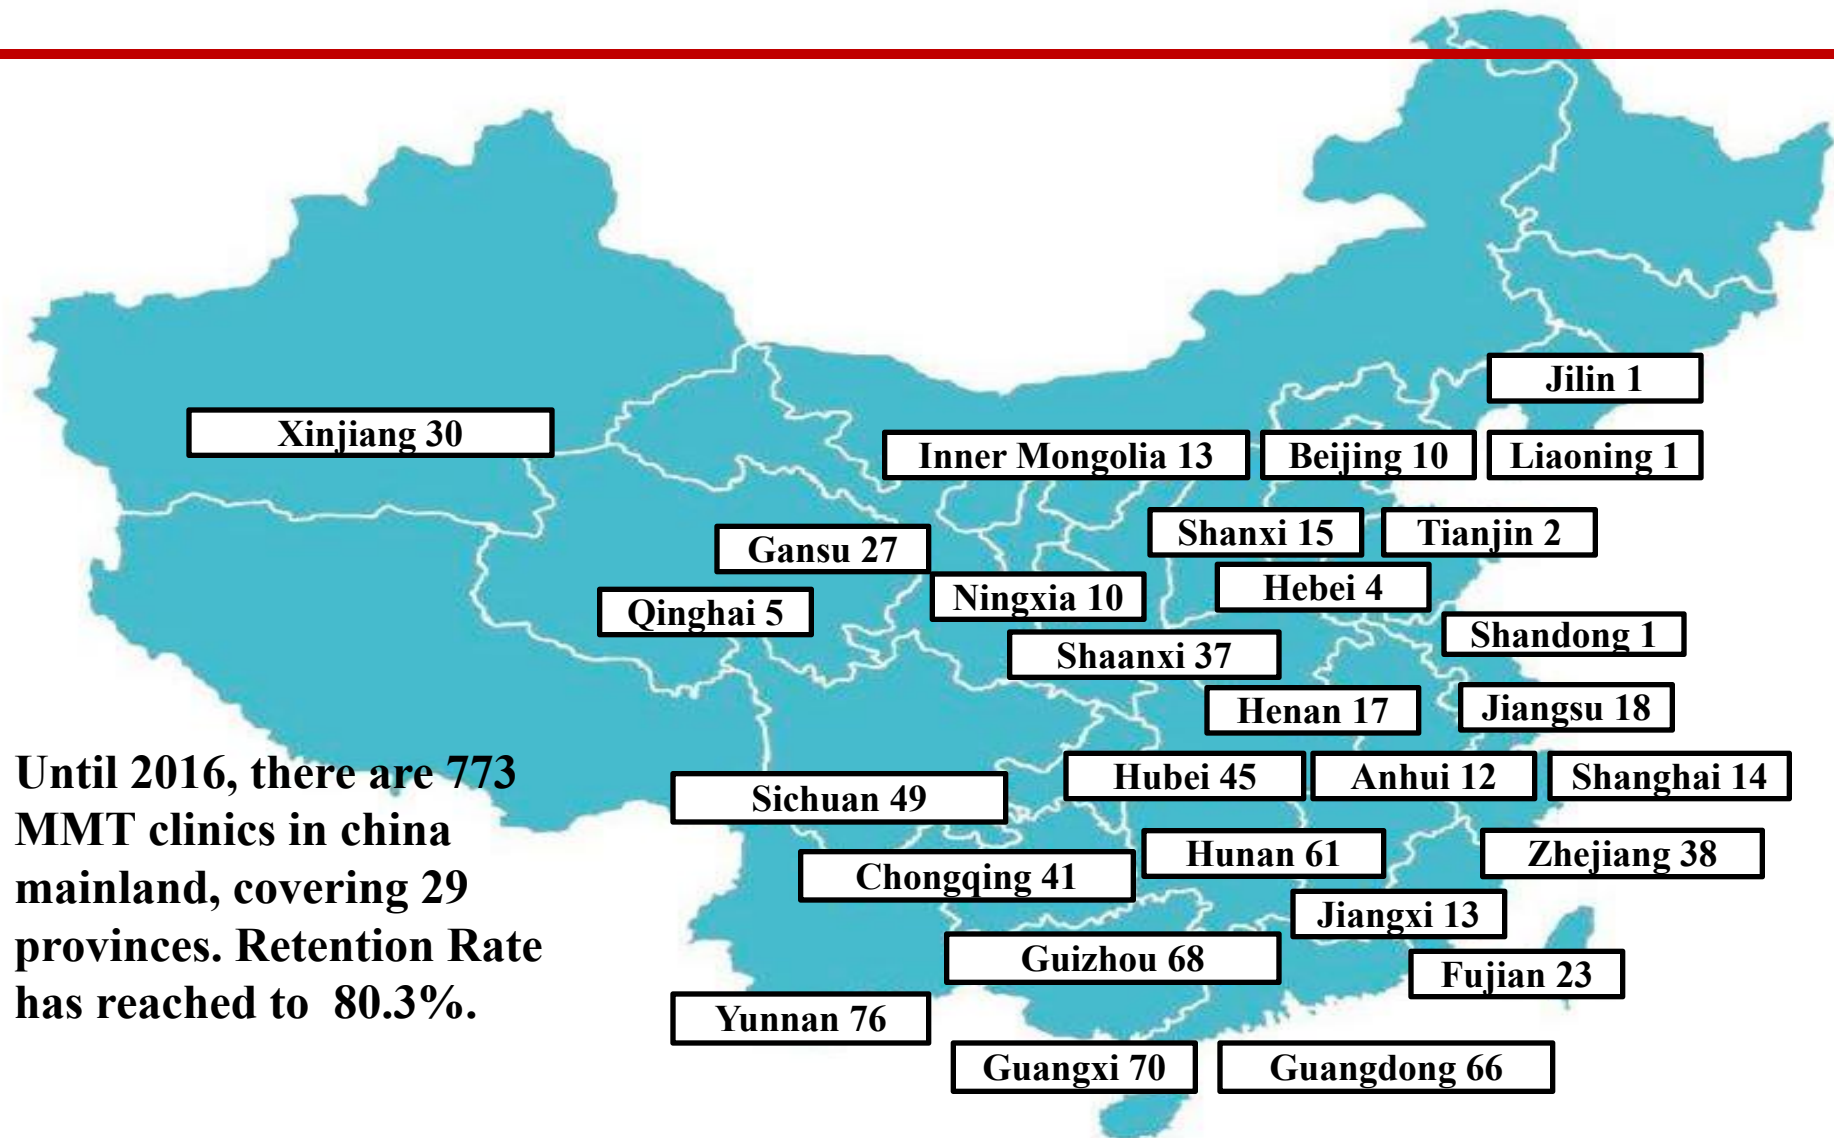 Jilin 1
Xinjiang 30
Inner Mongolia 13
Beijing 10
Liaoning 1
Shanxi 15
Tianjin 2
Gansu 27
Ningxia 10
Hebei 4
Qinghai 5
Shandong 1
Shaanxi 37
Henan 17
Jiangsu 18
Hubei 45
Anhui 12
Shanghai 14
Sichuan 49
Hunan 61
Zhejiang 38
Chongqing 41
Jiangxi 13
Guizhou 68
Fujian 23
Yunnan 76
Guangxi 70
Guangdong 66
Until 2016, there are 773
MMT clinics in china
mainland, covering 29
provinces. Retention Rate
has reached to 80.3%.